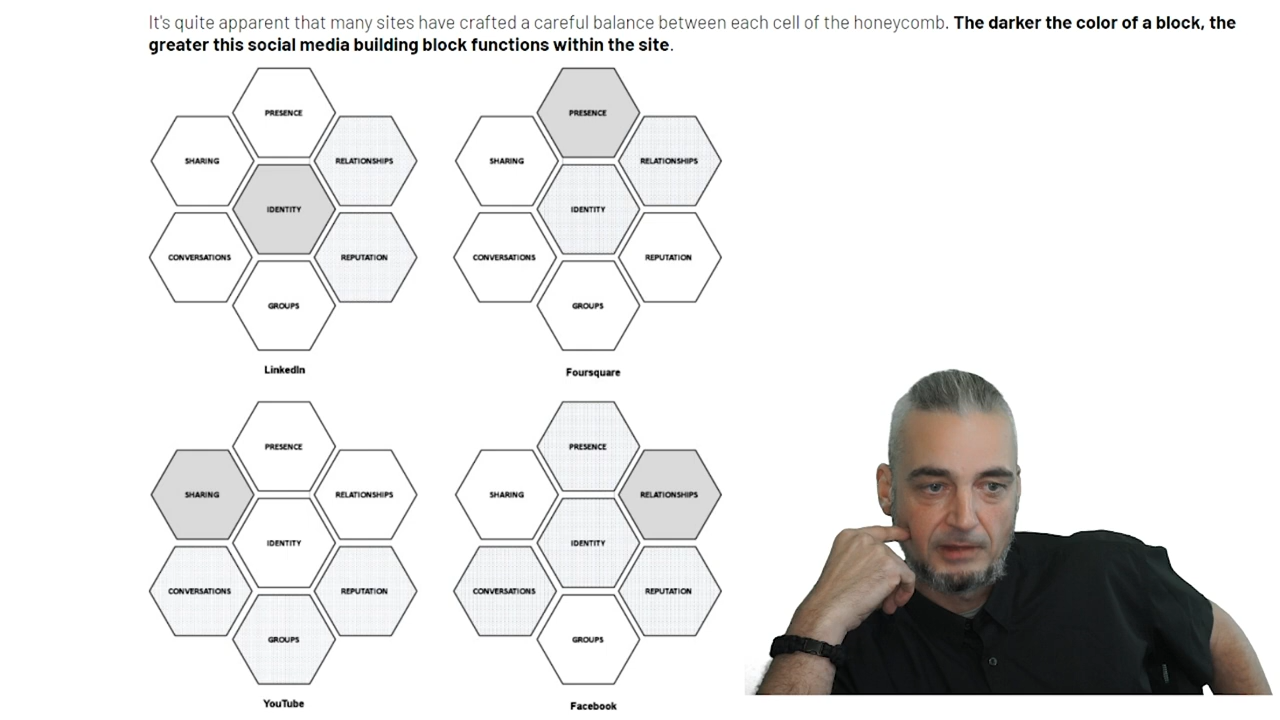 It's quite apparent that many sites have crafted a careful balance between each cell of the honeycomb. The darker the color of a block, the
greater this social media building block functions within the site.
PRESENCE
SHARING
RELATIONSHIPS
IDENTITY
CONVERSATIONS
REPUTATION
GROUPS
LinkedIn
PRESENCE
SHARING
RELATIONSHIPS
IDENTITY
CONVERSATIONS
REPUTATION
GROUPS
Foursquare
PRESENCE
SHARING
RELATIONSHIPS
IDENTITY
CONVERSATIONS
REPUTATION
GROUPS
YouTube
PRESENCE
SHARING
RELATIONSHIPS
IDENTITY
CONVERSATIONS
REPUTATION
GROUPS
Facebook